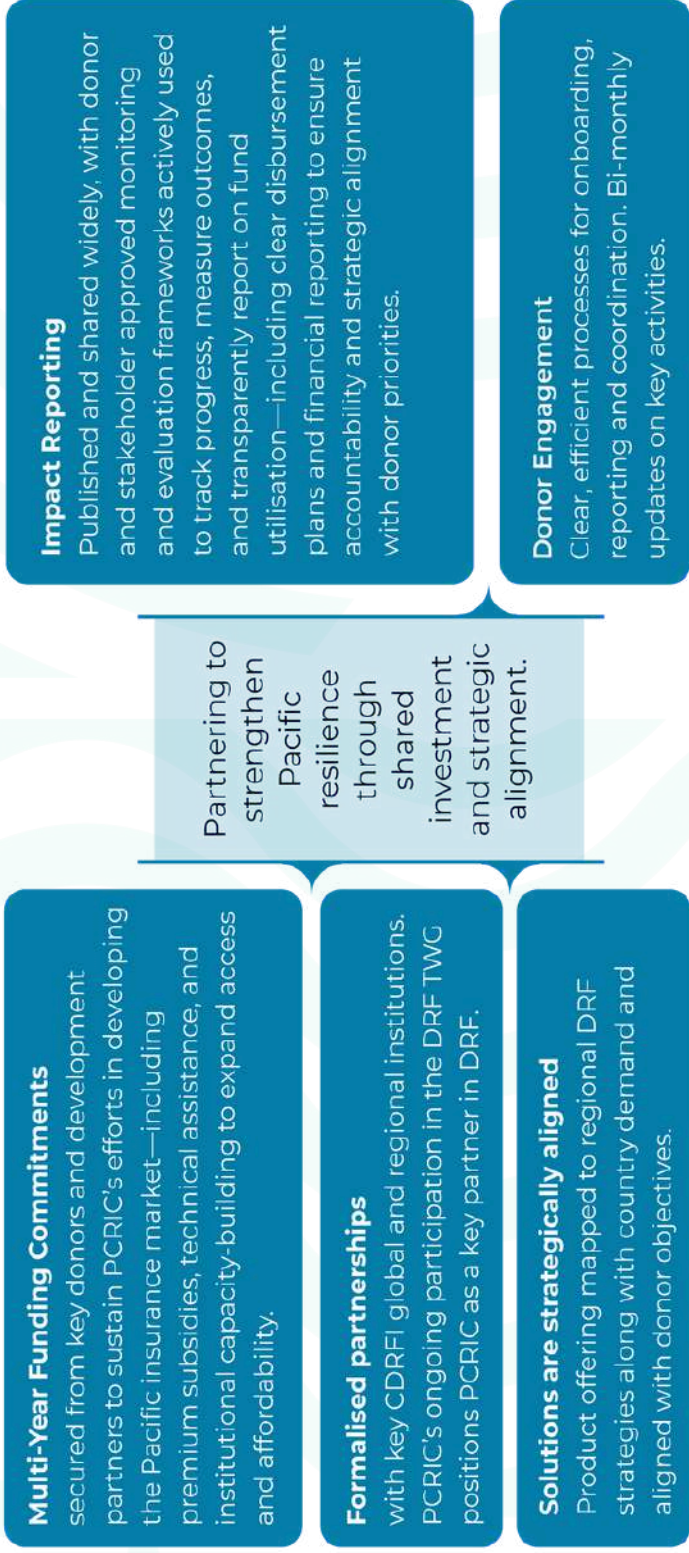 Multi-Year Funding Commitments
secured from key donors and development
partners to sustain PCRIC's efforts in developing
the Pacific insurance market—including
premium subsidies, technical assistance, and
institutional capacity-building to expand access
and affordability.
Formalised partnerships
with key CDRFI global and regional institutions.
PCRIC's ongoing participation in the DRF TWG
positions PCRIC as a key partner in DRF.
Solutions are strategically aligned
Product offering mapped to regional DRF
strategies along with country demand and
aligned with donor objectives.
Partnering to
strengthen
Pacific
resilience
through
shared
investment
and strategic
alignment.
Impact Reporting
Published and shared widely, with donor
and stakeholder approved monitoring
and evaluation frameworks actively used
to track progress, measure outcomes,
and transparently report on fund
utilisation—including clear disbursement
plans and financial reporting to ensure
accountability and strategic alignment
with donor priorities.
Donor Engagement
Clear, efficient processes for onboarding,
reporting and coordination. Bi-monthly
updates on key activities.